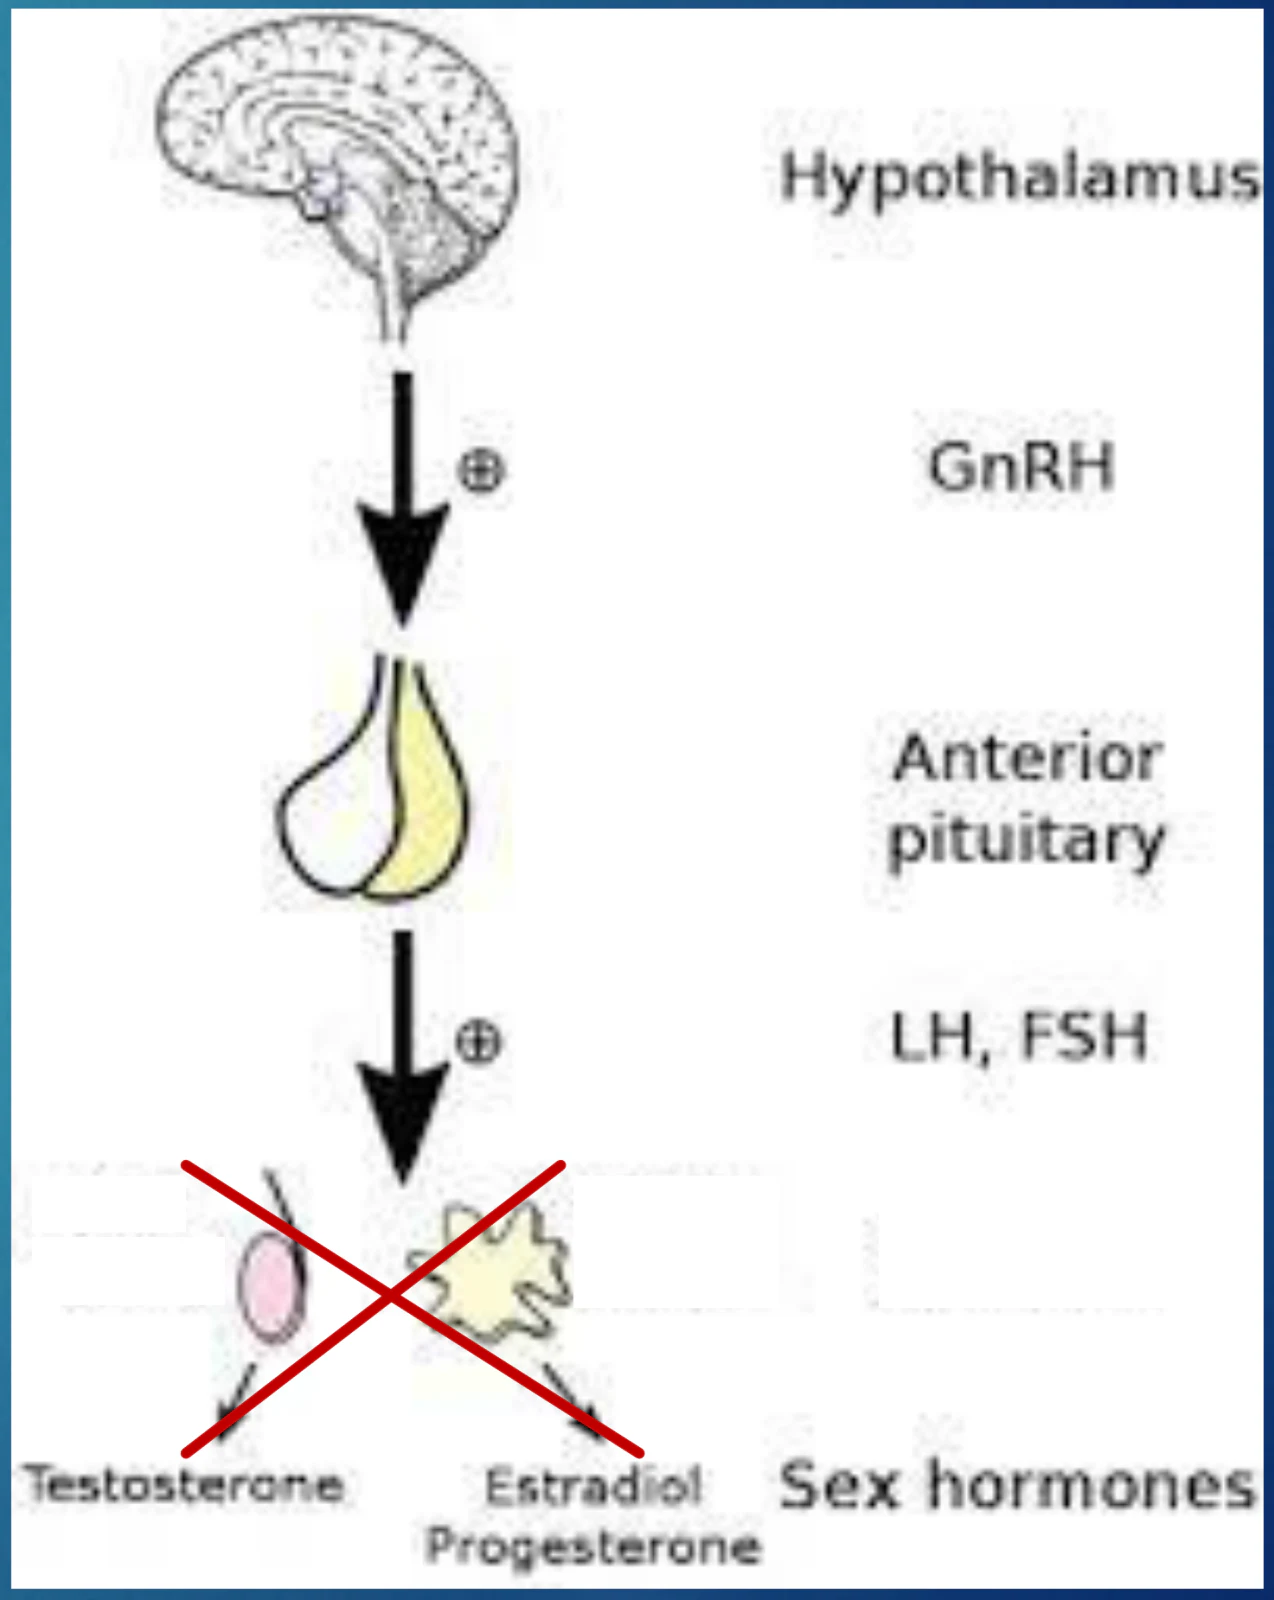 Hypothalamus
GnRH
Anterior
pituitary
LH, FSH
Testosterone
Estradiol
Progesterone
Sex hormones